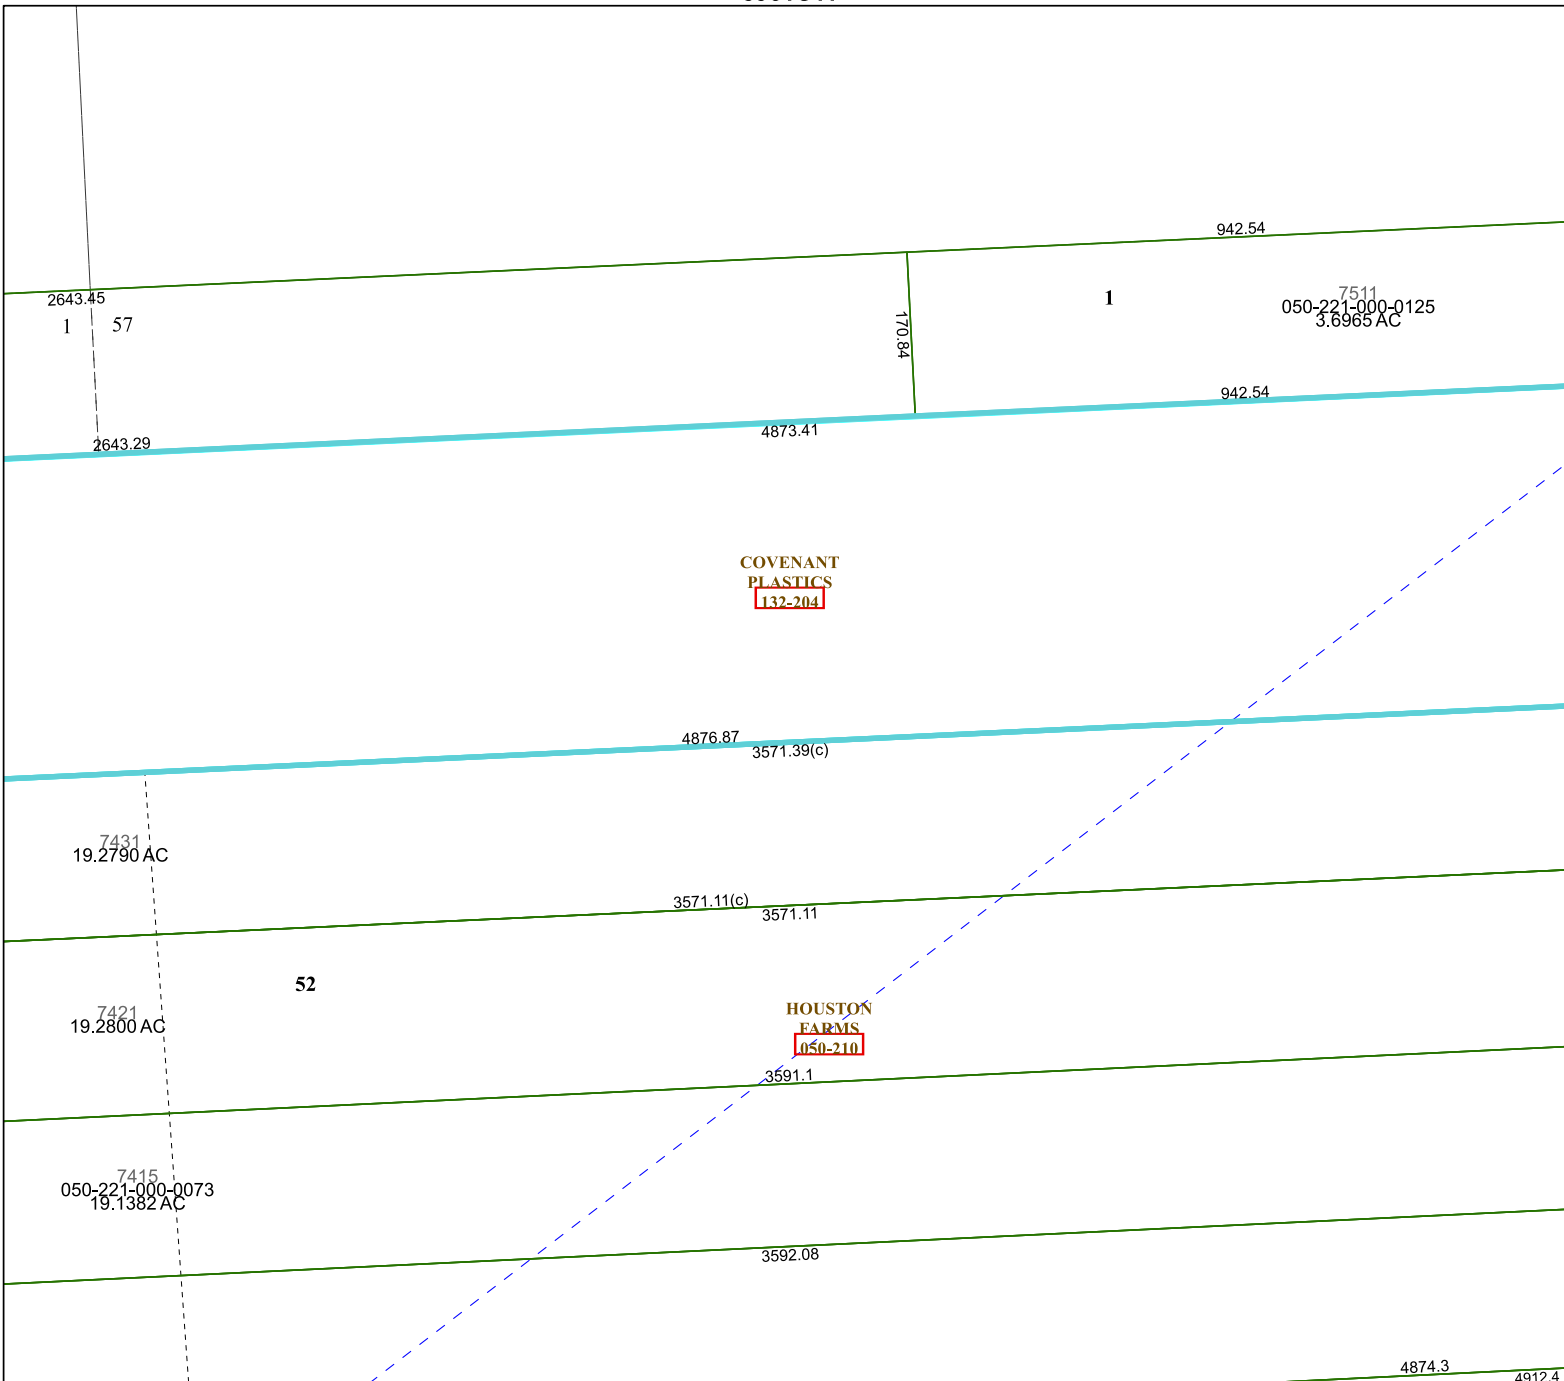 942.54
2643.45
1 57
1
7511
050-221-000-0125
3.6965 AC
170.84
942.54
4873.41
2643.29
COVENANT
PLASTICS
132-204
4876.87
3571.39(c)
7431
19.2790 AC
3571.11(c)
3571.11
52
7421
19.2800 AC
HOUSTON
FARMS
050-210
3591.1
7415
050-221-000-0073
19.1382 AC
3592.08
4874.3
4912.4